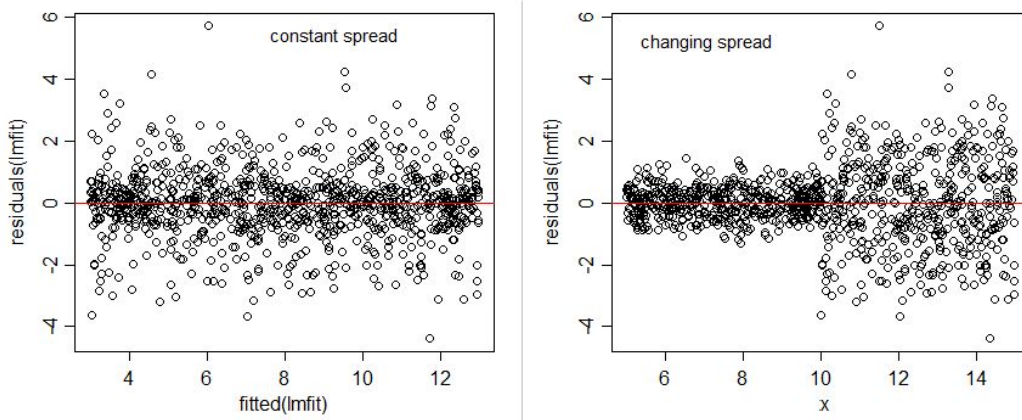 constant spread
residuals(lmfit)
6
4
2
0
-2
-4
4 6 8 10 12
fitted(lmfit)
changing spread
residuals(lmfit)
6
4
2
0
-2
-4
6 8 10 12 14
x